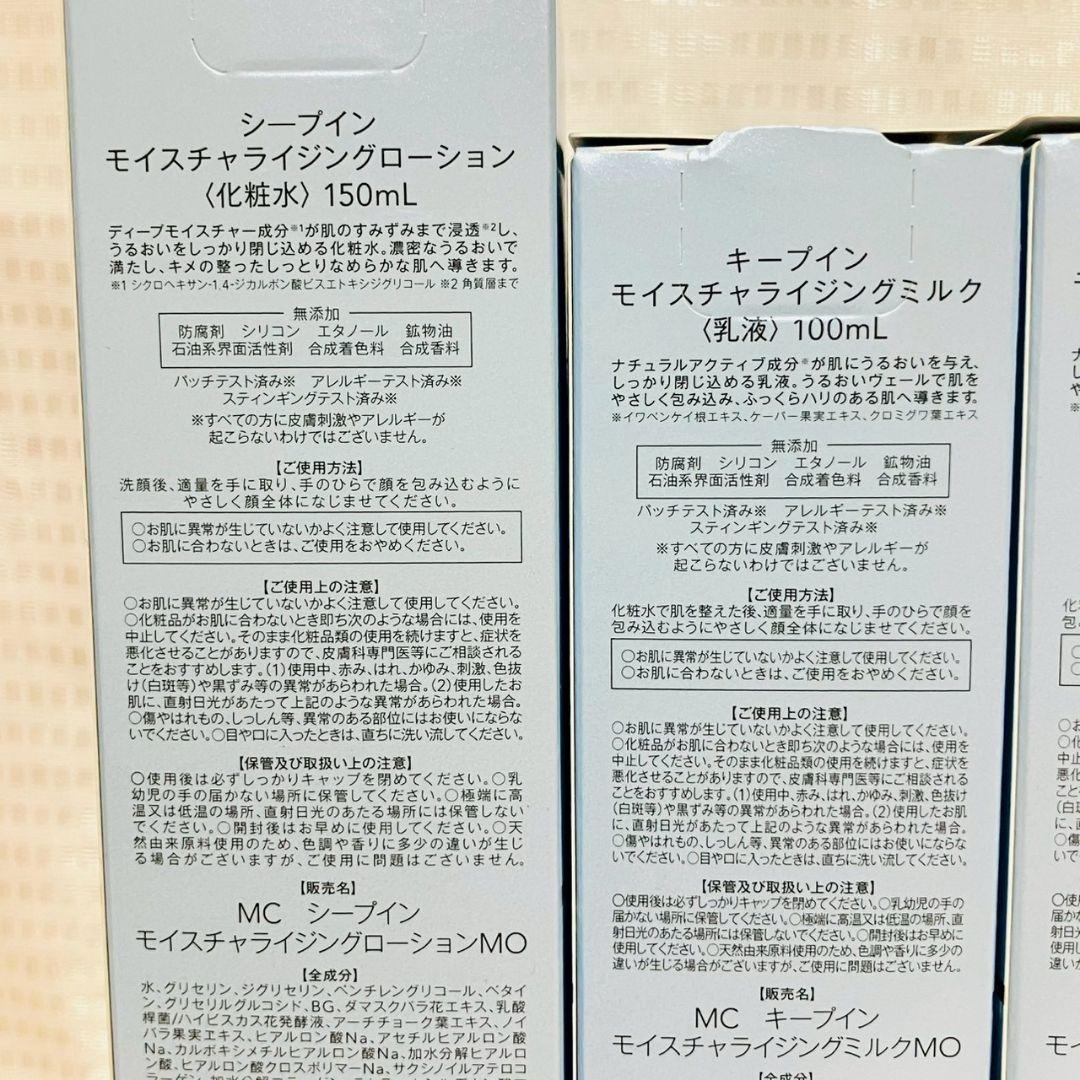 シープイン
モイスチャライジングローション
〈化粧水〉 150mL
ディープモイスチャー成分※1が肌のすみずみまで浸透※2し、
うるおいをしっかり閉じ込める化粧水。濃密なうるおいで
満たし、キメの整ったしっとりなめらかな肌へ導きます。
※1 シクロヘキサン-1,4-ジカルボン酸ビスエトキシジグリコール ※2 角質層まで
無添加
防腐剤 シリコン エタノール 鉱物油
石油系界面活性剤 合成着色料 合成香料
パッチテスト済み※ アレルギーテスト済み※
スティンギングテスト済み※
※すべての方に皮膚刺激やアレルギーが
起こらないわけではございません。
【ご使用方法】
洗顔後、適量を手に取り、手のひらで顔を包み込むように
やさしく顔全体になじませてください。
○お肌に異常が生じていないかよく注意して使用してください。
○お肌に合わないときは、ご使用をおやめください。
【ご使用上の注意】
○お肌に異常が生じていないかよく注意して使用してください。
○化粧品がお肌に合わないとき即ち次のような場合には、使用を
中止してください。そのまま化粧品類の使用を続けますと、症状を
悪化させることがありますので、皮膚科専門医等にご相談される
ことをおすすめします。(1)使用中、赤み、はれ、かゆみ、刺激、色抜
け(白斑等)や黒ずみ等の異常があらわれた場合。(2)使用したお
肌に、直射日光があたって上記のような異常があらわれた場合。
○傷やはれもの、しっしん等、異常のある部位にはお使いにならな
いでください。○目や口に入ったときは、直ちに洗い流してください。
【保管及び取扱い上の注意】
○使用後は必ずしっかりキャップを閉めてください。○乳
幼児の手の届かない場所に保管してください。○極端に高
温又は低温の場所、直射日光のあたる場所には保管しない
でください。○開封後はお早めに使用してください。○天
然由来原料使用のため、色調や香りに多少の違いが生じ
る場合がございますが、ご使用に問題はございません。
【販売名】
MC シープイン
モイスチャライジングローションMO
【全成分】
水、グリセリン、ジグリセリン、ペンチレングリコール、ベタイ
ン、グリセリルグルコシド、BG、ダマスクバラ花エキス、乳酸
桿菌/ハイビスカス花発酵液、アーチチョーク葉エキス、ノイ
バラ果実エキス、ヒアルロン酸Na、アセチルヒアルロン酸
Na、カルボキシメチルヒアルロン酸Na、加水分解ヒアルロ
ン酸、ヒアルロン酸クロスポリマーNa、サクシノイルアテロコ
キープイン
モイスチャライジングミルク
〈乳液〉 100mL
ナチュラルアクティブ成分※が肌にうるおいを与え、
しっかり閉じ込める乳液。うるおいヴェールで肌を
やさしく包み込み、ふっくらハリのある肌へ導きます。
※イワベンケイ根エキス、ケーパー果実エキス、クロミグワ葉エキス
無添加
防腐剤 シリコン エタノール 鉱物油
石油系界面活性剤 合成着色料 合成香料
パッチテスト済み※ アレルギーテスト済み※
スティンギングテスト済み※
※すべての方に皮膚刺激やアレルギーが
起こらないわけではございません。
【ご使用方法】
化粧水で肌を整えた後、適量を手に取り、手のひらで顔を
包み込むようにやさしく顔全体になじませてください。
○お肌に異常が生じていないかよく注意して使用してください。
○お肌に合わないときは、ご使用をおやめください。
【ご使用上の注意】
○お肌に異常が生じていないかよく注意して使用してください。
○化粧品がお肌に合わないとき即ち次のような場合には、使用を
中止してください。そのまま化粧品類の使用を続けますと、症状を
悪化させることがありますので、皮膚科専門医等にご相談される
ことをおすすめします。(1)使用中、赤み、はれ、かゆみ、刺激、色抜け
(白斑等)や黒ずみ等の異常があらわれた場合。(2)使用したお肌
に、直射日光があたって上記のような異常があらわれた場合。
○傷やはれもの、しっしん等、異常のある部位にはお使いにならない
でください。○目や口に入ったときは、直ちに洗い流してください。
【保管及び取扱い上の注意】
○使用後は必ずしっかりキャップを閉めてください。○乳幼児の手の
届かない場所に保管してください。○極端に高温又は低温の場所、直
射日光のあたる場所には保管しないでください。○開封後はお早めに
使用してください。○天然由来原料使用のため、色調や香りに多少の
違いが生じる場合がございますが、ご使用に問題はございません。
【販売名】
MC キープイン
モイスチャライジングミルクMO
【全成分】